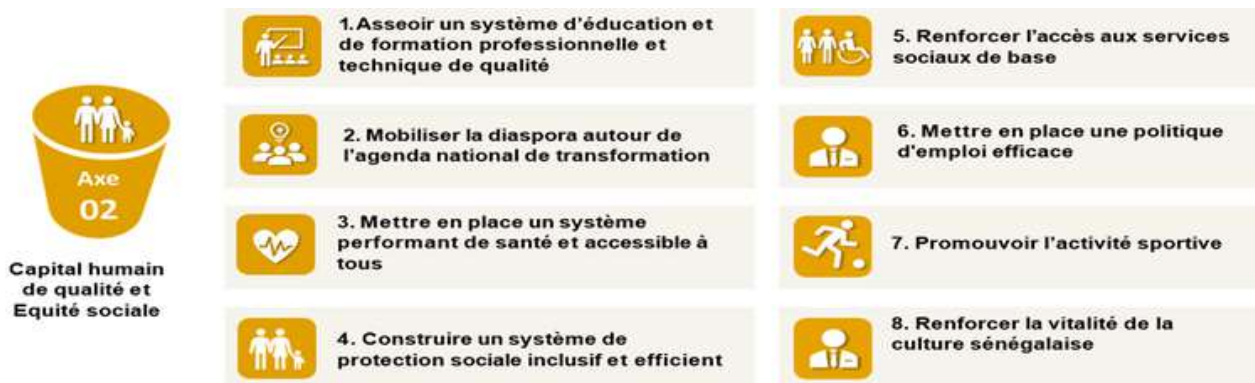 Axe
02
Capital humain
de qualité et
Equité sociale
1.Asseoir un système d'éducation et
de formation professionnelle et
technique de qualité
2. Mobiliser la diaspora autour de
l'agenda national de transformation
3. Mettre en place un système
performant de santé et accessible à
tous
4. Construire un système de
protection sociale inclusif et efficient
5. Renforcer l'accès aux services
sociaux de base
6. Mettre en place une politique
d'emploi efficace
7. Promouvoir l'activité sportive
8. Renforcer la vitalité de la
culture sénégalaise